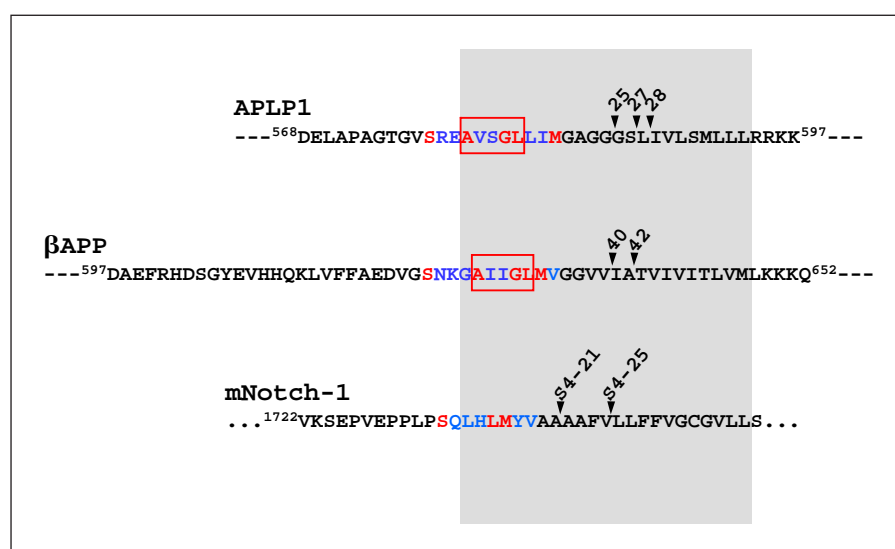 25 27 28
APLP1
---568DELAPAGTGVSREAVSGLLIMGAGGGSLIVLSMLLLRRKK597---
40 42
βAPP
---597DAEFRHDSGYEVHHQKLVFFAEDVGSNKGAIIGLMVGGVVIATVIVITLVMLKKKQ652---
S4-21 S4-25
mNotch-1
...1722VKSEPVEPPLPSQLHLMYVAAAAFVLLFFVGCGVLLS...